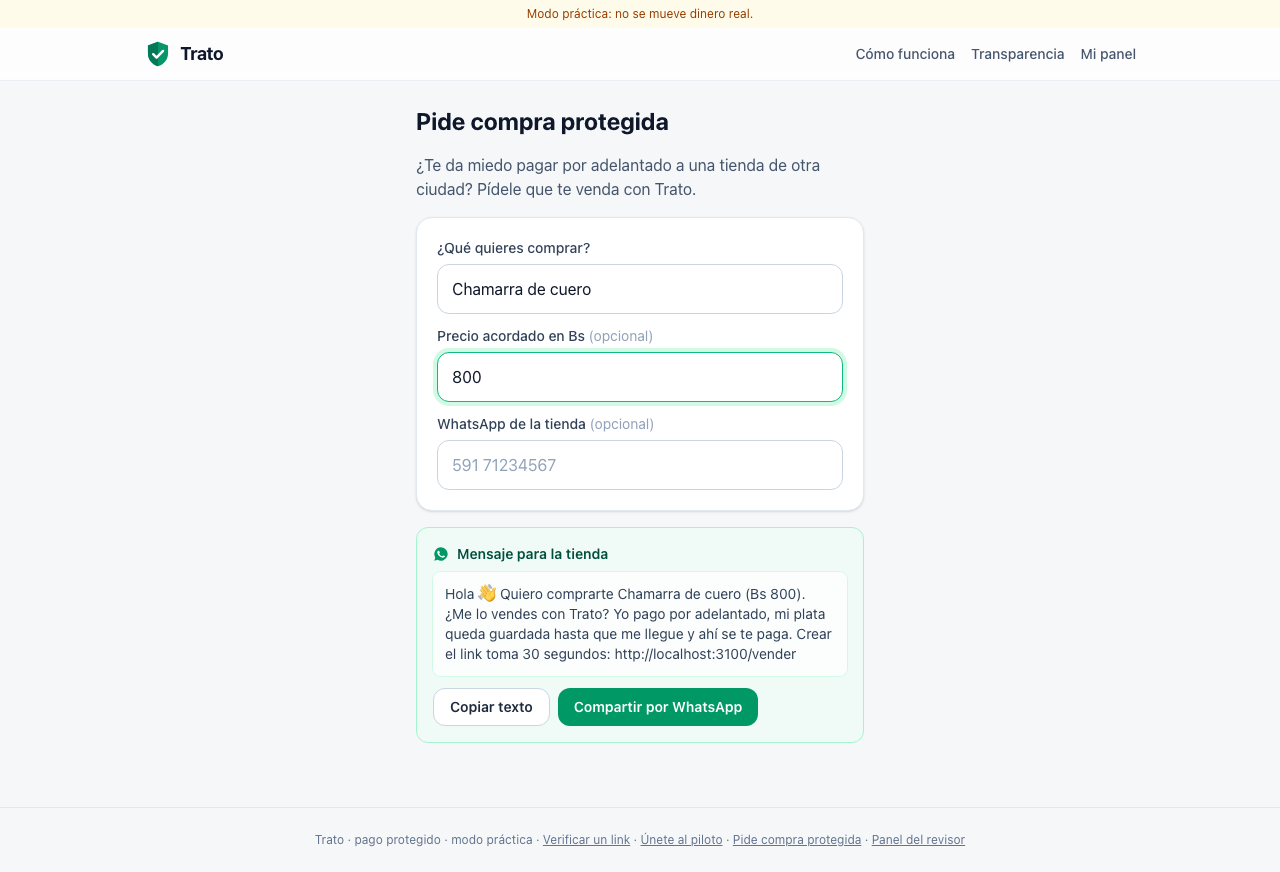 Modo práctica: no se mueve dinero real.
Trato
Cómo funciona Transparencia Mi panel
Pide compra protegida
¿Te da miedo pagar por adelantado a una tienda de otra
ciudad? Pídele que te venda con Trato.
¿Qué quieres comprar?
Chamarra de cuero
Precio acordado en Bs (opcional)
800
WhatsApp de la tienda (opcional)
591 71234567
Mensaje para la tienda
Hola 👋 Quiero comprarte Chamarra de cuero (Bs 800).
¿Me lo vendes con Trato? Yo pago por adelantado, mi plata
queda guardada hasta que me llegue y ahí se te paga. Crear
el link toma 30 segundos: http://localhost:3100/vender
Copiar texto Compartir por WhatsApp
Trato · pago protegido · modo práctica · Verificar un link · Únete al piloto · Pide compra protegida · Panel del revisor